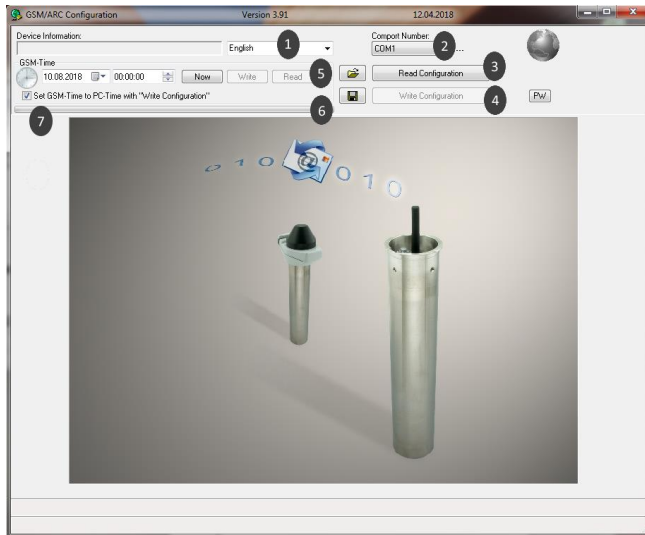 GSM/ARC Configuration Version 3.91 12.04.2018
Device Information: Comport Number:
English 1 COM1 2 ...
GSM-Time
10.08.2018 00:00:00 Now Write Read 5 Read Configuration 3
Set GSM-Time to PC-Time with "Write Configuration" 6 Write Configuration 4 PW
7
0 1 0 @ 0 1 0